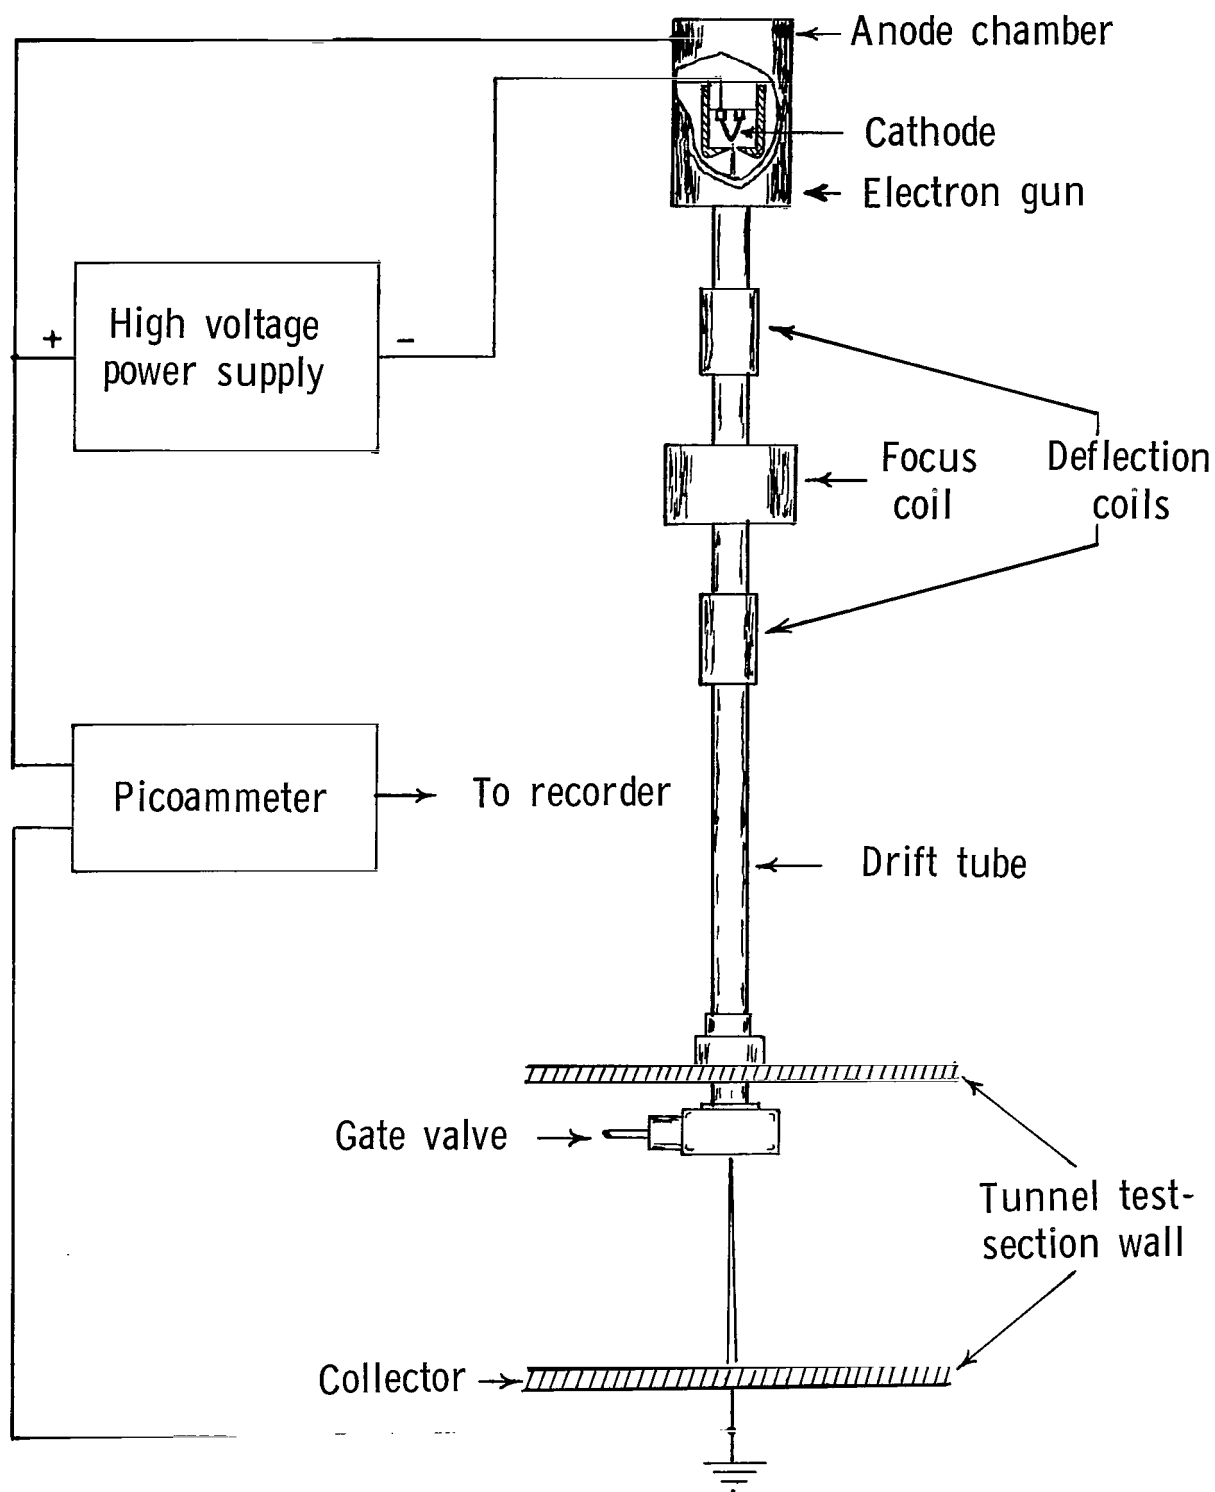 Anode chamber
Cathode
Electron gun
High voltage
power supply
+
-
Focus
coil
Deflection
coils
Picoammeter
To recorder
Drift tube
Gate valve
Tunnel test-
section wall
Collector